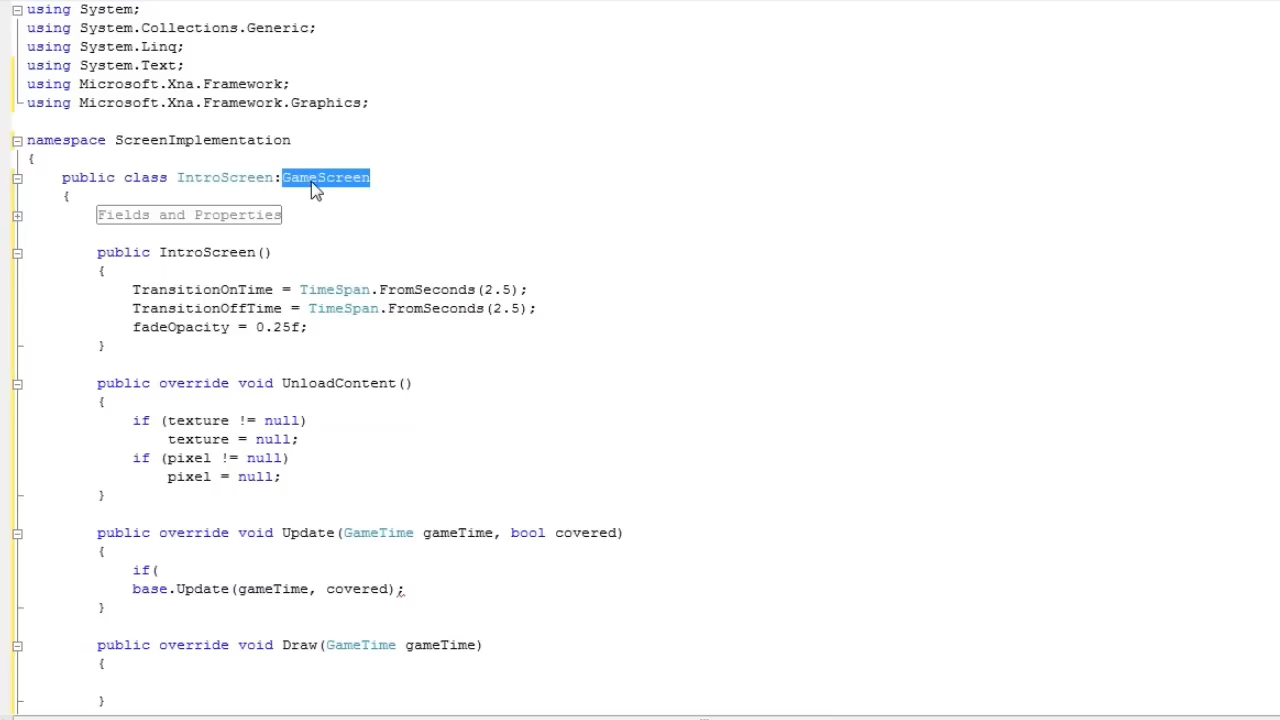 using System;
using System.Collections.Generic;
using System.Linq;
using System.Text;
using Microsoft.Xna.Framework;
using Microsoft.Xna.Framework.Graphics;
namespace ScreenImplementation
{
public class IntroScreen:GameScreen
{
Fields and Properties
public IntroScreen()
{
TransitionOnTime = TimeSpan.FromSeconds(2.5);
TransitionOffTime = TimeSpan.FromSeconds(2.5);
fadeOpacity = 0.25f;
}
public override void UnloadContent()
{
if (texture != null)
texture = null;
if (pixel != null)
pixel = null;
}
public override void Update(GameTime gameTime, bool covered)
{
if(
base.Update(gameTime, covered);
}
public override void Draw(GameTime gameTime)
{
}